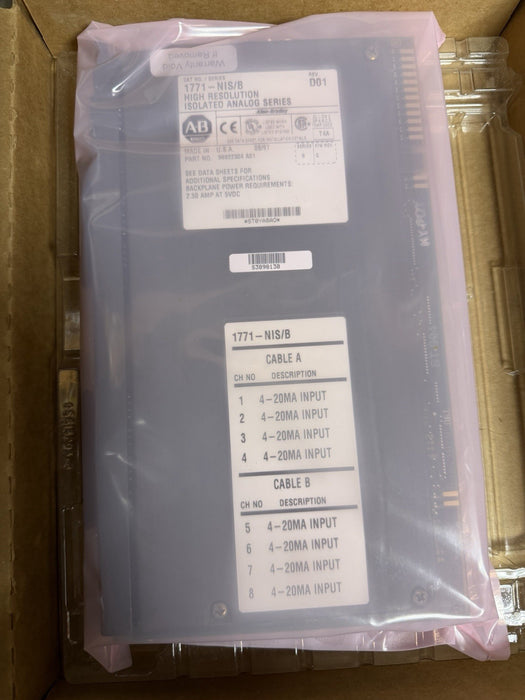 Warranty Void
If Removed
CAT NO. / SERIES
1771-NIS/B
REV
D01
HIGH RESOLUTION
ISOLATED ANALOG SERIES
Allen-Bradley
AB
CE
MADE IN U.S.A.
PART NO.
SEE DATA SHEETS FOR
ADDITIONAL SPECIFICATIONS
BACKPLANE POWER REQUIREMENTS
2.30 AMP AT 5VDC
53098130
1771-NIS/B
CABLE A
CH NO DESCRIPTION
1 4-20MA INPUT
2 4-20MA INPUT
3 4-20MA INPUT
4 4-20MA INPUT
CABLE B
CH NO DESCRIPTION
5 4-20MA INPUT
6 4-20MA INPUT
7 4-20MA INPUT
8 4-20MA INPUT